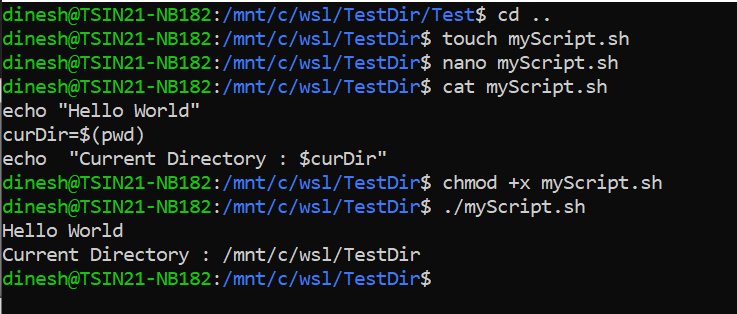 dinesh@TSIN21-NB182:/mnt/c/wsl/TestDir/Test$ cd ..
dinesh@TSIN21-NB182:/mnt/c/wsl/TestDir$ touch myScript.sh
dinesh@TSIN21-NB182:/mnt/c/wsl/TestDir$ nano myScript.sh
dinesh@TSIN21-NB182:/mnt/c/wsl/TestDir$ cat myScript.sh
echo "Hello World"
curDir=$(pwd)
echo  "Current Directory : $curDir"
dinesh@TSIN21-NB182:/mnt/c/wsl/TestDir$ chmod +x myScript.sh
dinesh@TSIN21-NB182:/mnt/c/wsl/TestDir$ ./myScript.sh
Hello World
Current Directory : /mnt/c/wsl/TestDir
dinesh@TSIN21-NB182:/mnt/c/wsl/TestDir$